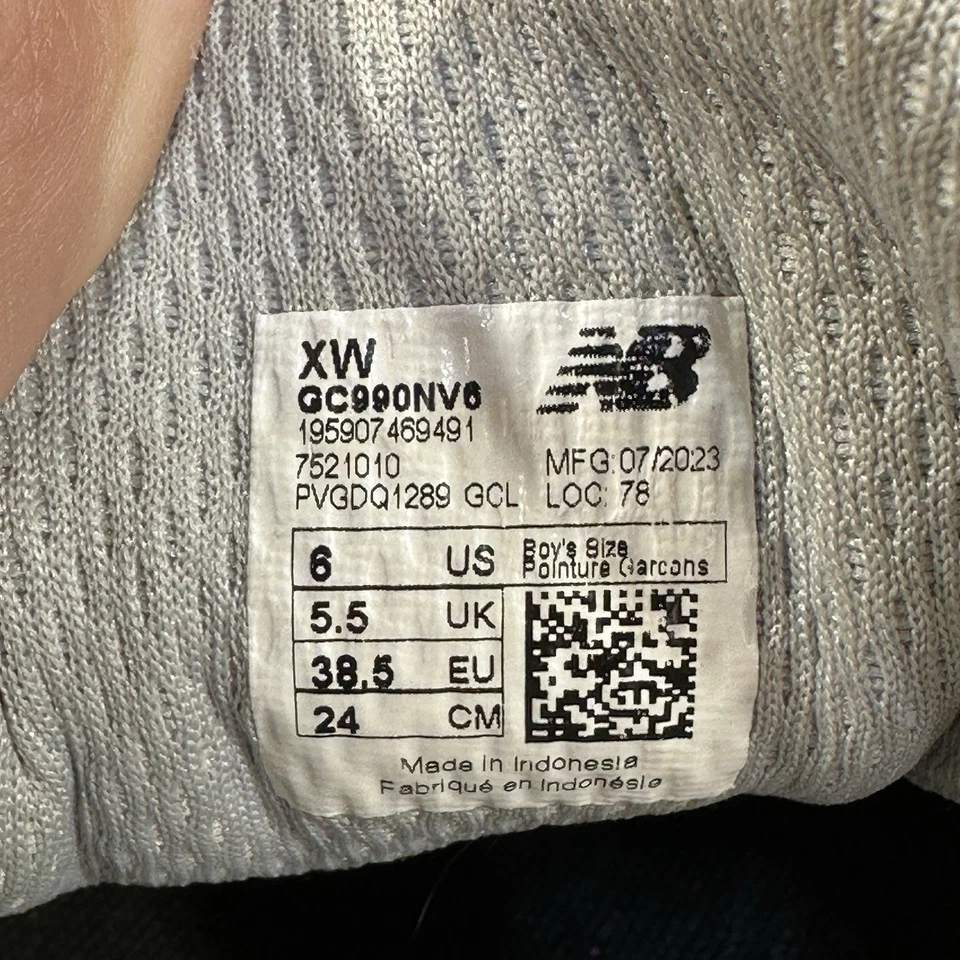 XW
NB
GC990NV6
195907469491
7521010
MFG:07/2023
PVGDQ1289 GCL LOC: 78
6 US Boy's Size
Pointure Garcons
5.5 UK
38.5 EU
24 CM
Made in Indonesia
Fabriqué en Indonésie